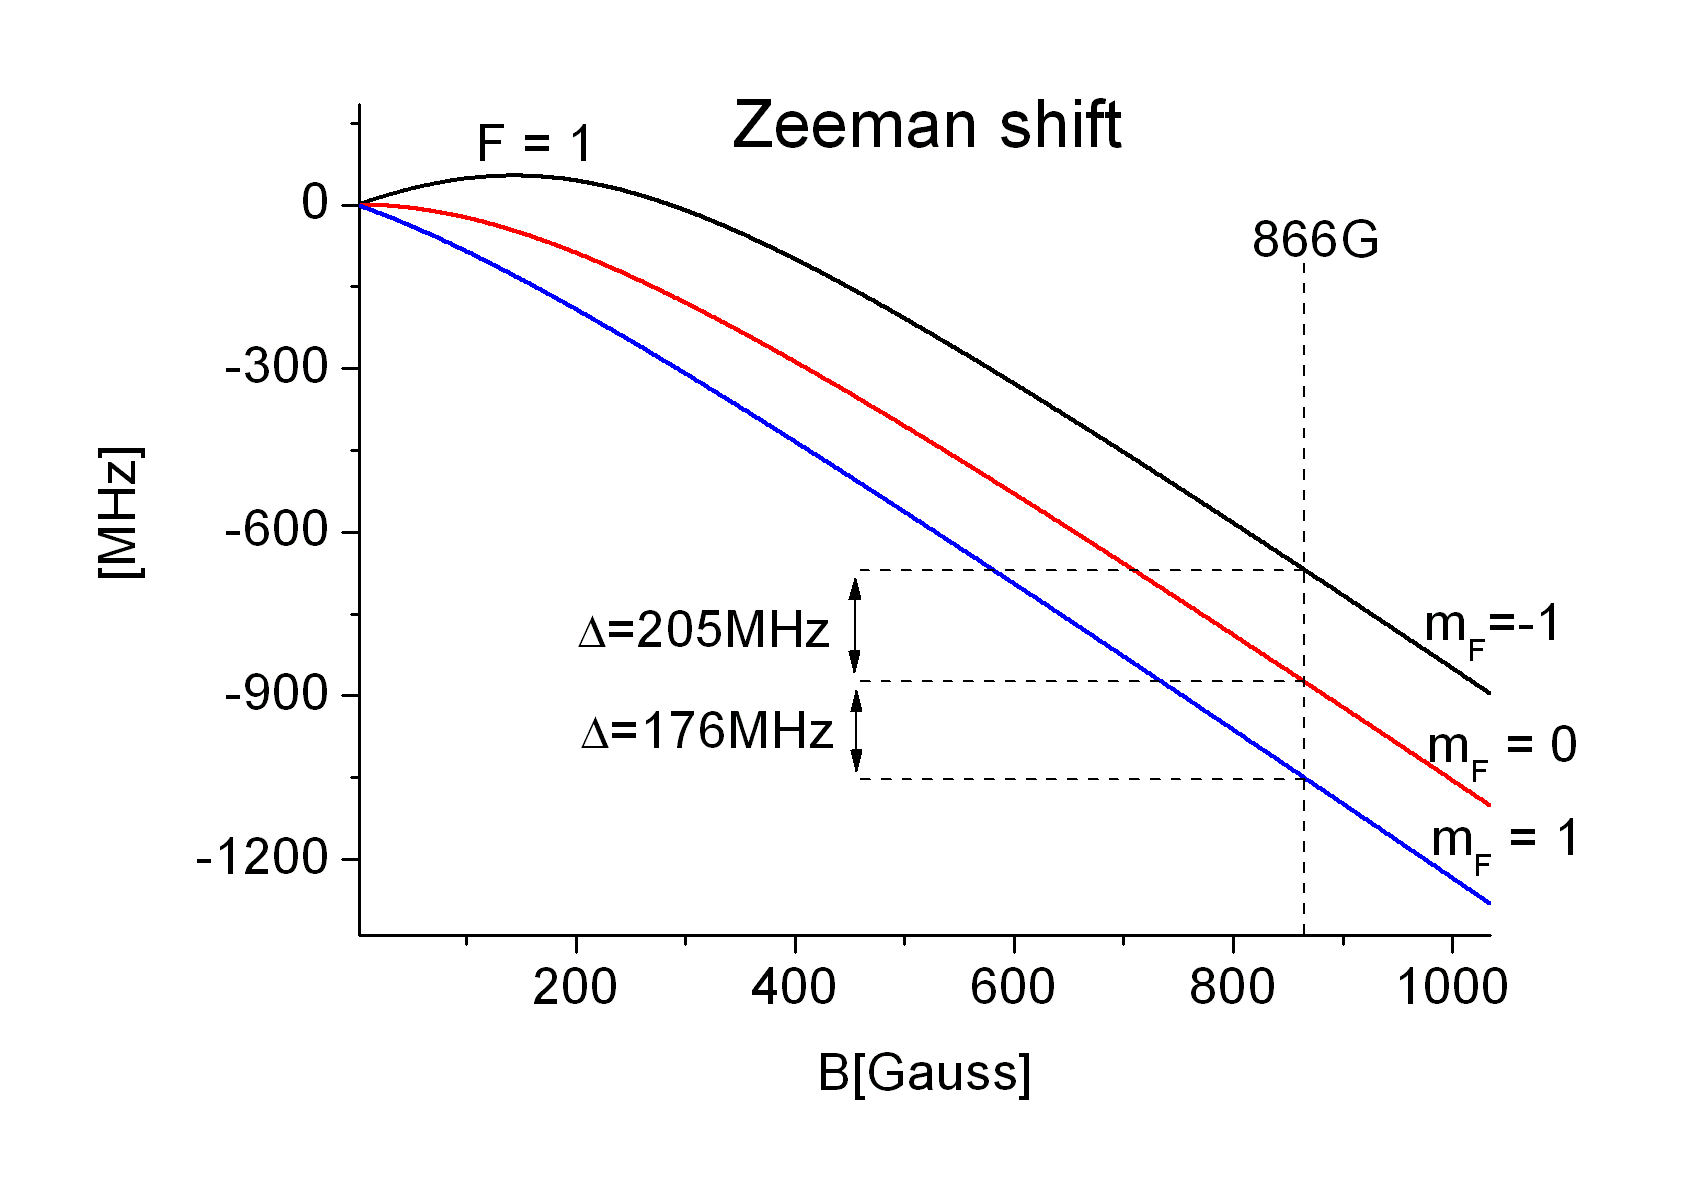 Zeeman shift
F = 1
0
866G
-300
-600
[MHz]
Δ=205MHz
mF=-1
-900
Δ=176MHz
mF = 0
-1200
mF = 1
200 400 600 800 1000
B[Gauss]